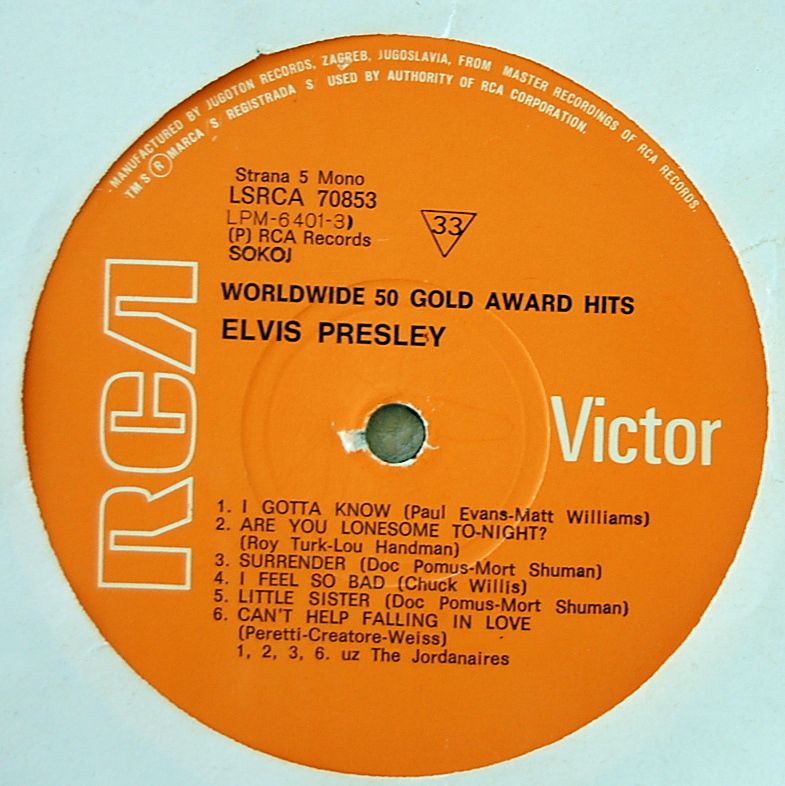 MANUFACTURED BY JUGOTON RECORDS, ZAGREB, JUGOSLAVIA, FROM MASTER RECORDINGS OF RCA RECORDS.
TM S ® MARCA /S/ REGISTRADA /S/ USED BY AUTHORITY OF RCA CORPORATION.
Strana 5 Mono
LSRCA 70853
LPM-6401-3)
(P) RCA Records
SOKOJ
33
WORLDWIDE 50 GOLD AWARD HITS
ELVIS PRESLEY
RCA
Victor
1. I GOTTA KNOW (Paul Evans-Matt Williams)
2. ARE YOU LONESOME TO-NIGHT?
(Roy Turk-Lou Handman)
3. SURRENDER (Doc Pomus-Mort Shuman)
4. I FEEL SO BAD (Chuck Willis)
5. LITTLE SISTER (Doc Pomus-Mort Shuman)
6. CAN'T HELP FALLING IN LOVE
(Peretti-Creatore-Weiss)
1, 2, 3, 6. uz The Jordanaires